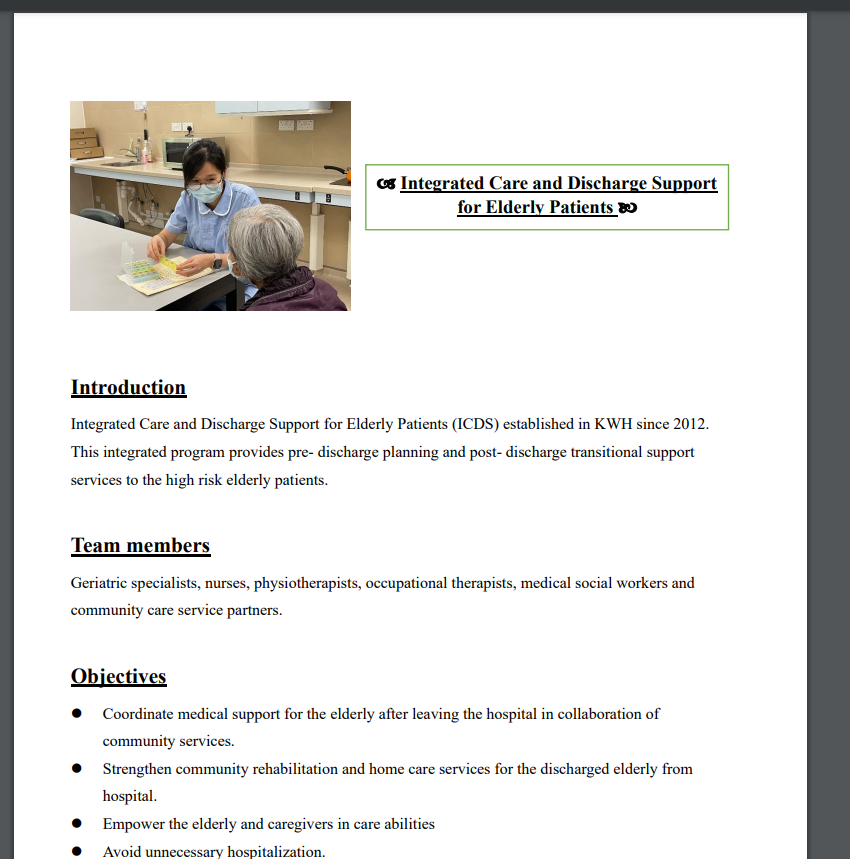 Integrated Care and Discharge Support
for Elderly Patients
Introduction
Integrated Care and Discharge Support for Elderly Patients (ICDS) established in KWH since 2012.
This integrated program provides pre- discharge planning and post- discharge transitional support
services to the high risk elderly patients.
Team members
Geriatric specialists, nurses, physiotherapists, occupational therapists, medical social workers and
community care service partners.
Objectives
● Coordinate medical support for the elderly after leaving the hospital in collaboration of
community services.
● Strengthen community rehabilitation and home care services for the discharged elderly from
hospital.
● Empower the elderly and caregivers in care abilities
● Avoid unnecessary hospitalization.